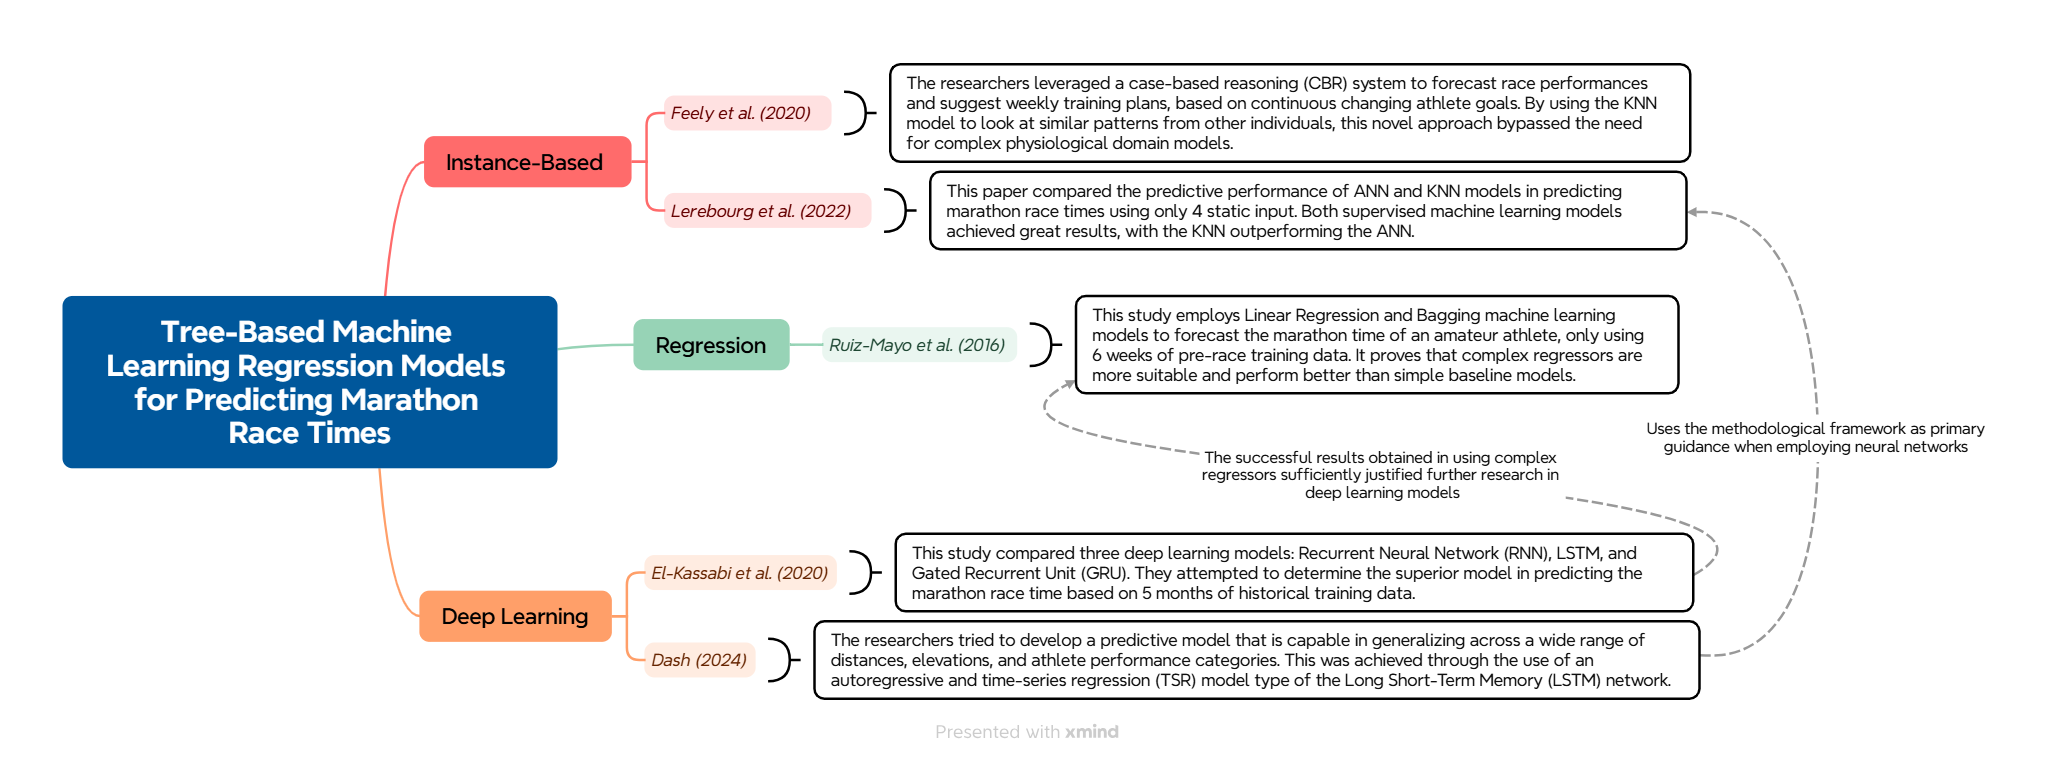 Tree-Based Machine
Learning Regression Models
for Predicting Marathon
Race Times
Instance-Based
Feely et al. (2020)
The researchers leveraged a case-based reasoning (CBR) system to forecast race performances
and suggest weekly training plans, based on continuous changing athlete goals. By using the KNN
model to look at similar patterns from other individuals, this novel approach bypassed the need
for complex physiological domain models.
Lerebourg et al. (2022)
This paper compared the predictive performance of ANN and KNN models in predicting
marathon race times using only 4 static input. Both supervised machine learning models
achieved great results, with the KNN outperforming the ANN.
Regression
Ruiz-Mayo et al. (2016)
This study employs Linear Regression and Bagging machine learning
models to forecast the marathon time of an amateur athlete, only using
6 weeks of pre-race training data. It proves that complex regressors are
more suitable and perform better than simple baseline models.
Uses the methodological framework as primary
guidance when employing neural networks
The successful results obtained in using complex
regressors sufficiently justified further research in
deep learning models
Deep Learning
El-Kassabi et al. (2020)
This study compared three deep learning models: Recurrent Neural Network (RNN), LSTM, and
Gated Recurrent Unit (GRU). They attempted to determine the superior model in predicting the
marathon race time based on 5 months of historical training data.
Dash (2024)
The researchers tried to develop a predictive model that is capable in generalizing across a wide range of
distances, elevations, and athlete performance categories. This was achieved through the use of an
autoregressive and time-series regression (TSR) model type of the Long Short-Term Memory (LSTM) network.
Presented with xmind